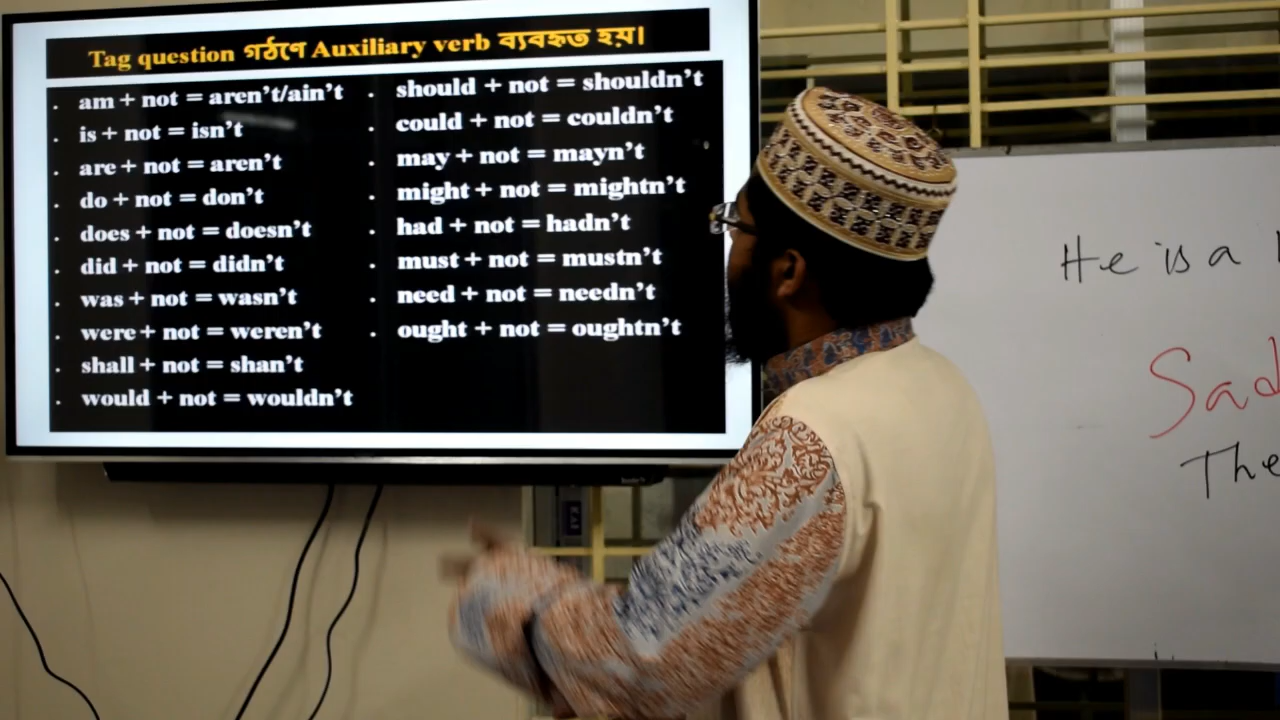 Tag question গঠণে Auxiliary verb ব্যবহৃত হয়।
. am + not = aren't/ain't
. is + not = isn't
. are + not = aren't
. do + not = don't
. does + not = doesn't
. did + not = didn't
. was + not = wasn't
. were + not = weren't
. shall + not = shan't
. would + not = wouldn't
. should + not = shouldn't
. could + not = couldn't
. may + not = mayn't
. might + not = mightn't
. had + not = hadn't
. must + not = mustn't
. need + not = needn't
. ought + not = oughtn't
He is a
The